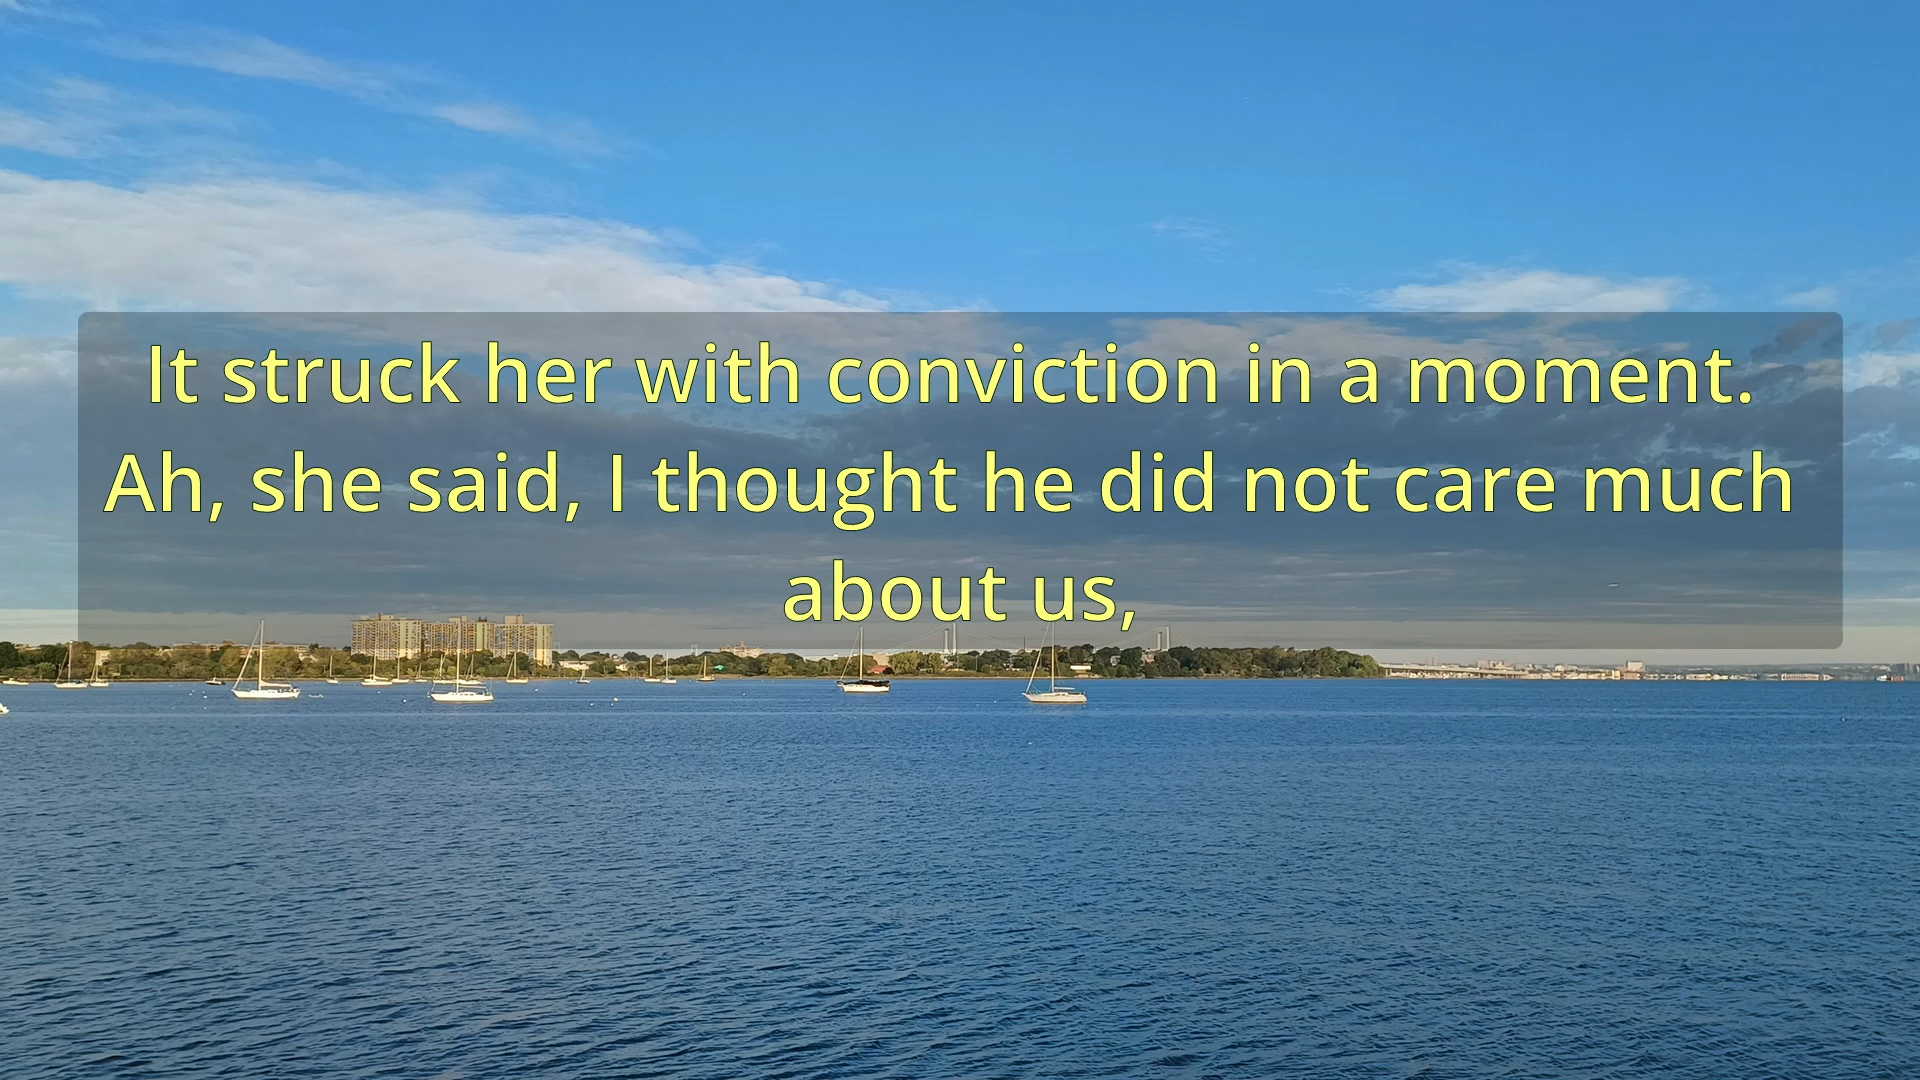 It struck her with conviction in a moment.
Ah, she said, I thought he did not care much
about us,